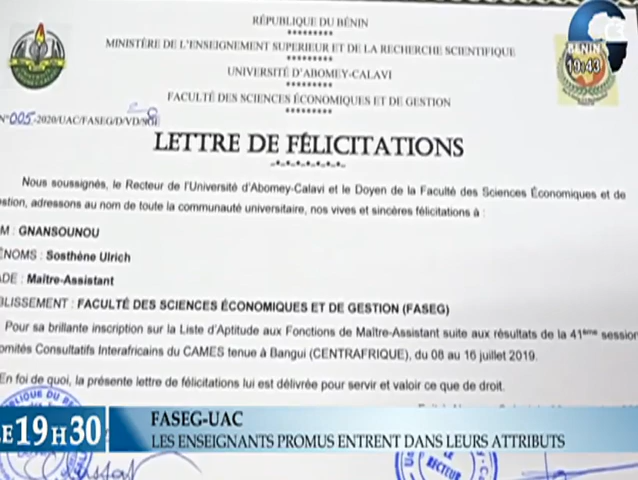 RÉPUBLIQUE DU BÉNIN
*********
MINISTÈRE DE L'ENSEIGNEMENT SUPERIEUR ET DE LA RECHERCHE SCIENTIFIQUE
*********
UNIVERSITÉ D'ABOMEY-CALAVI
*********
FACULTÉ DES SCIENCES ÉCONOMIQUES ET DE GESTION
*********
BÉNIN
19:43
N°005-2020/UAC/FASEG/D/VD/
LETTRE DE FÉLICITATIONS
Nous soussignés, le Recteur de l'Université d'Abomey-Calavi et le Doyen de la Faculté des Sciences Économiques et de
stion, adressons au nom de toute la communauté universitaire, nos vives et sincères félicitations à :
M : GNANSOUNOU
ÉNOMS : Sosthène Ulrich
ADE : Maître-Assistant
BLISSEMENT : FACULTÉ DES SCIENCES ÉCONOMIQUES ET DE GESTION (FASEG)
Pour sa brillante inscription sur la Liste d'Aptitude aux Fonctions de Maître-Assistant suite aux résultats de la 41ème session
omités Consultatifs Interafricains du CAMES tenue à Bangui (CENTRAFRIQUE), du 08 au 16 juillet 2019.
En foi de quoi, la présente lettre de félicitations lui est délivrée pour servir et valoir ce que de droit.
LE 19H30
FASEG-UAC
LES ENSEIGNANTS PROMUS ENTRENT DANS LEURS ATTRIBUTS
RECTEUR